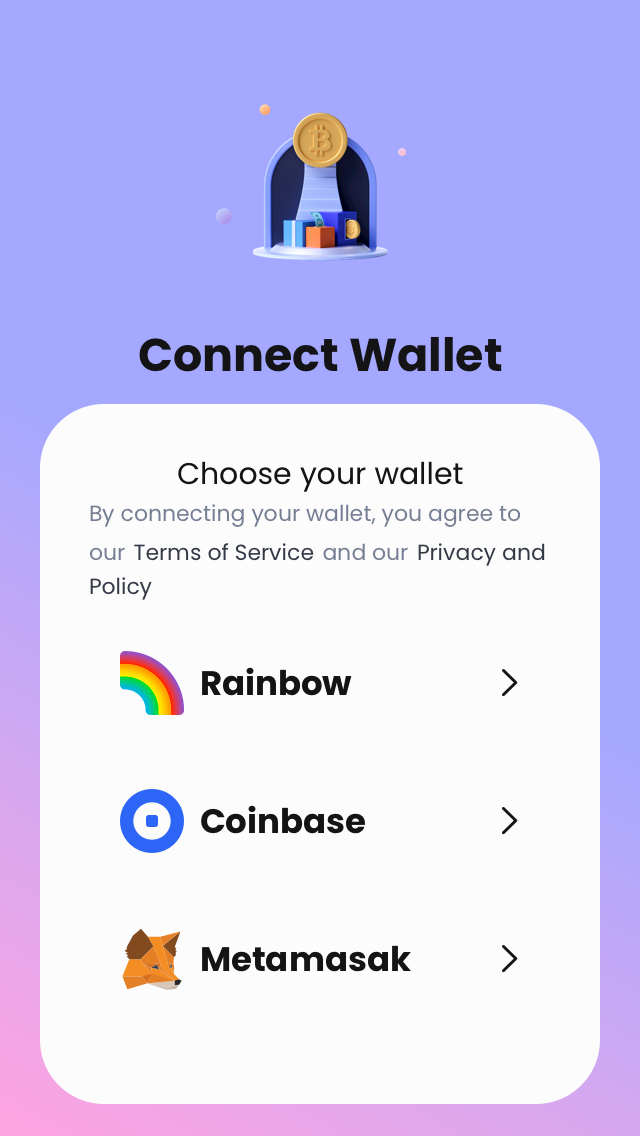 Connect Wallet
Choose your wallet
By connecting your wallet, you agree to
our Terms of Service and our Privacy and
Policy
Rainbow
Coinbase
Metamasak